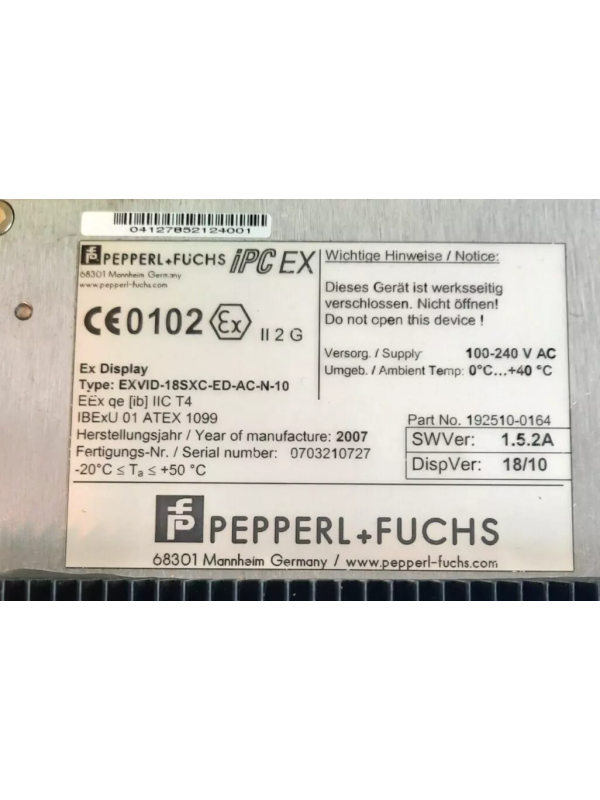 04127852124001
PEPPERL+FUCHS iPC EX
68301 Mannheim Germany
www.pepperl-fuchs.com
CE0102 Ex II 2 G
Ex Display
Type: EXVID-18SXC-ED-AC-N-10
EEx qe [ib] IIC T4
IBExU 01 ATEX 1099
Herstellungsjahr / Year of manufacture: 2007
Fertigungs-Nr. / Serial number: 0703210727
-20°C ≤ Ta ≤ +50 °C
Wichtige Hinweise / Notice:
Dieses Gerät ist werksseitig
verschlossen. Nicht öffnen!
Do not open this device !
Versorg. / Supply 100-240 V AC
Umgeb. / Ambient Temp: 0°C...+40 °C
Part No. 192510-0164
SWVer: 1.5.2A
DispVer: 18/10
PEPPERL+FUCHS
68301 Mannheim Germany / www.pepperl-fuchs.com